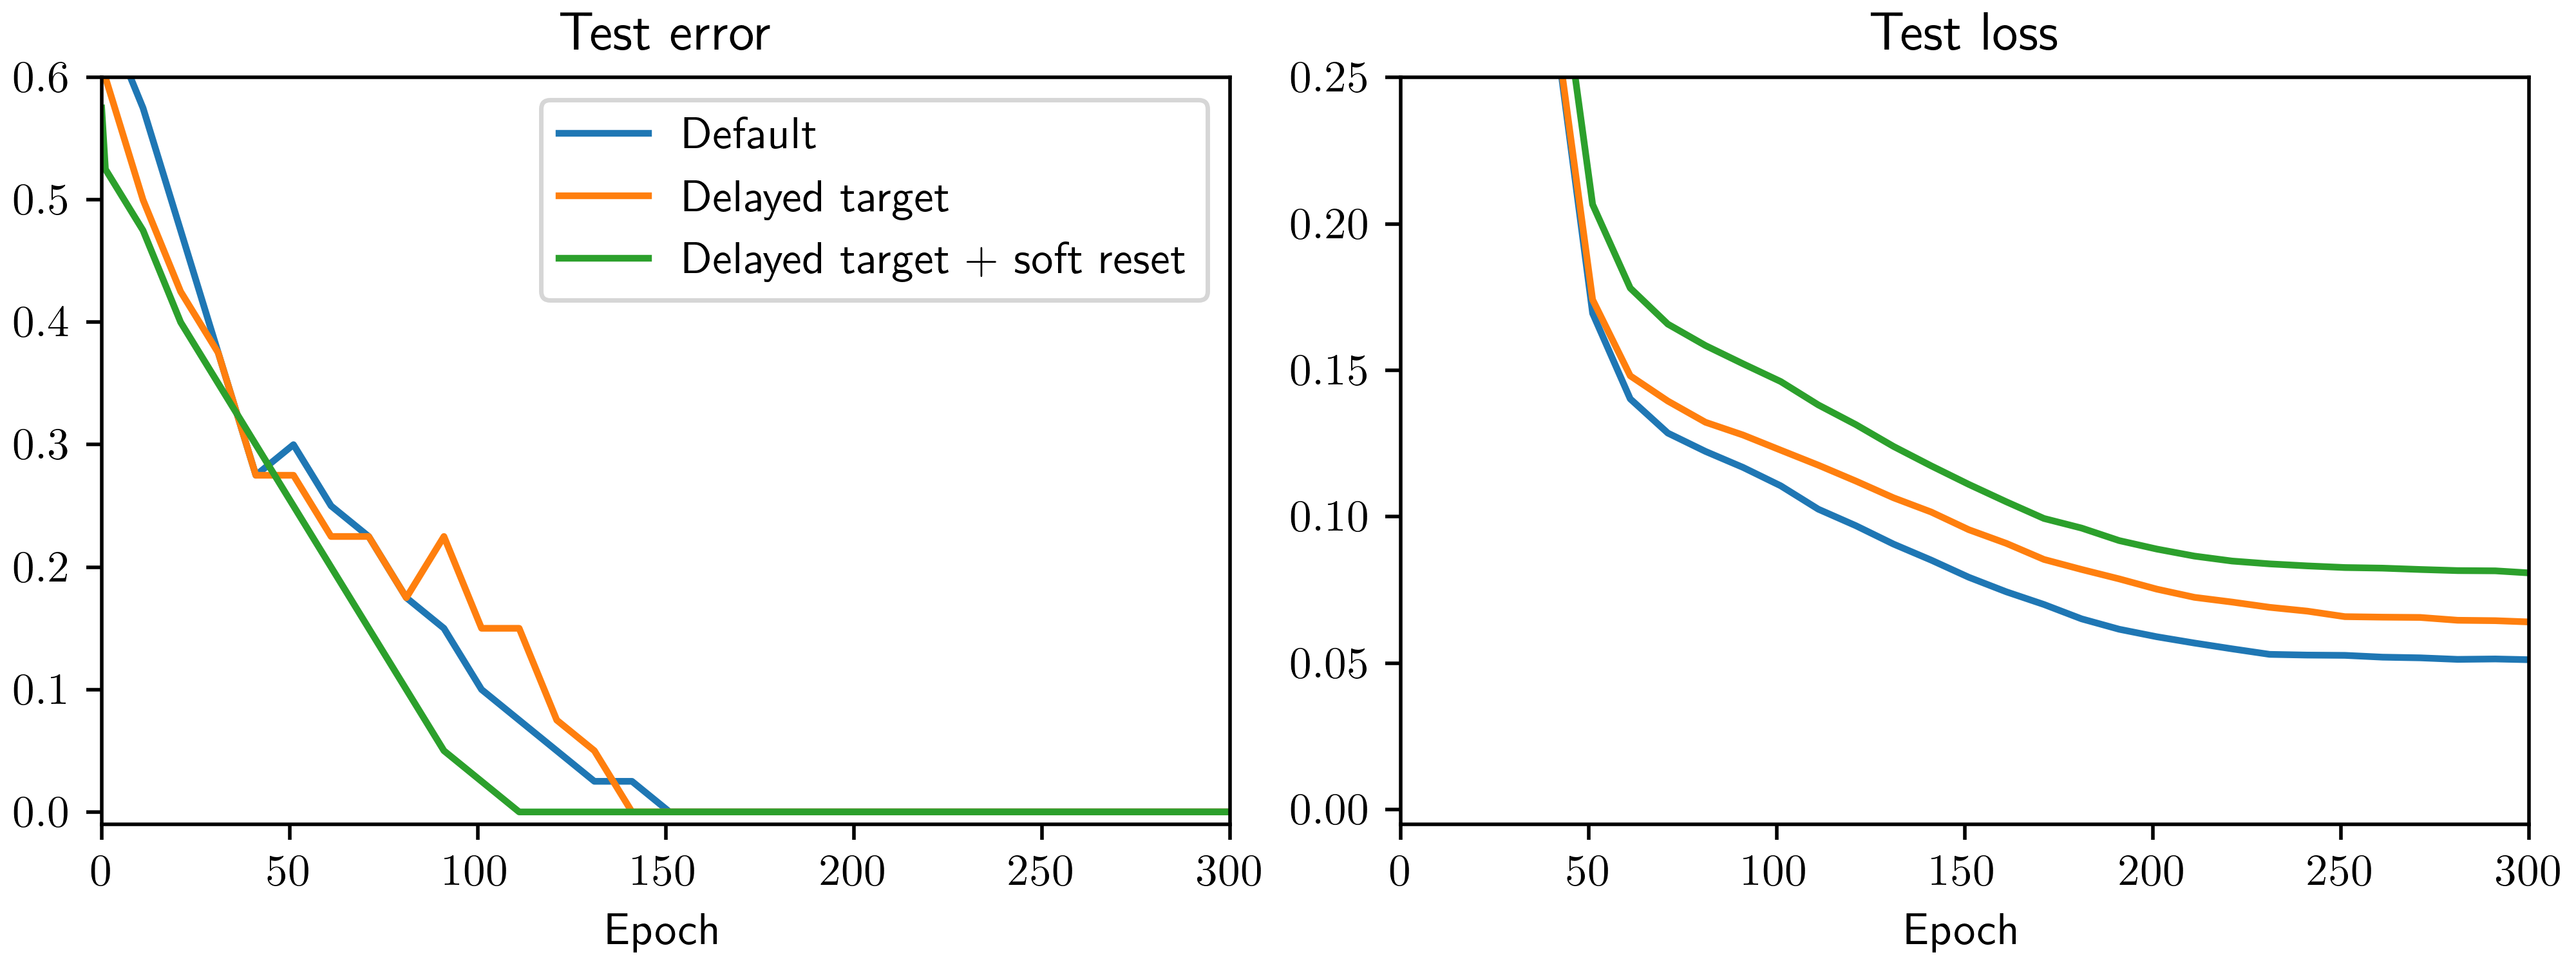 Test error
0.6
0.5
0.4
0.3
0.2
0.1
0.0
0 50 100 150 200 250 300
Epoch
Default
Delayed target
Delayed target + soft reset
Test loss
0.25
0.20
0.15
0.10
0.05
0.00
0 50 100 150 200 250 300
Epoch